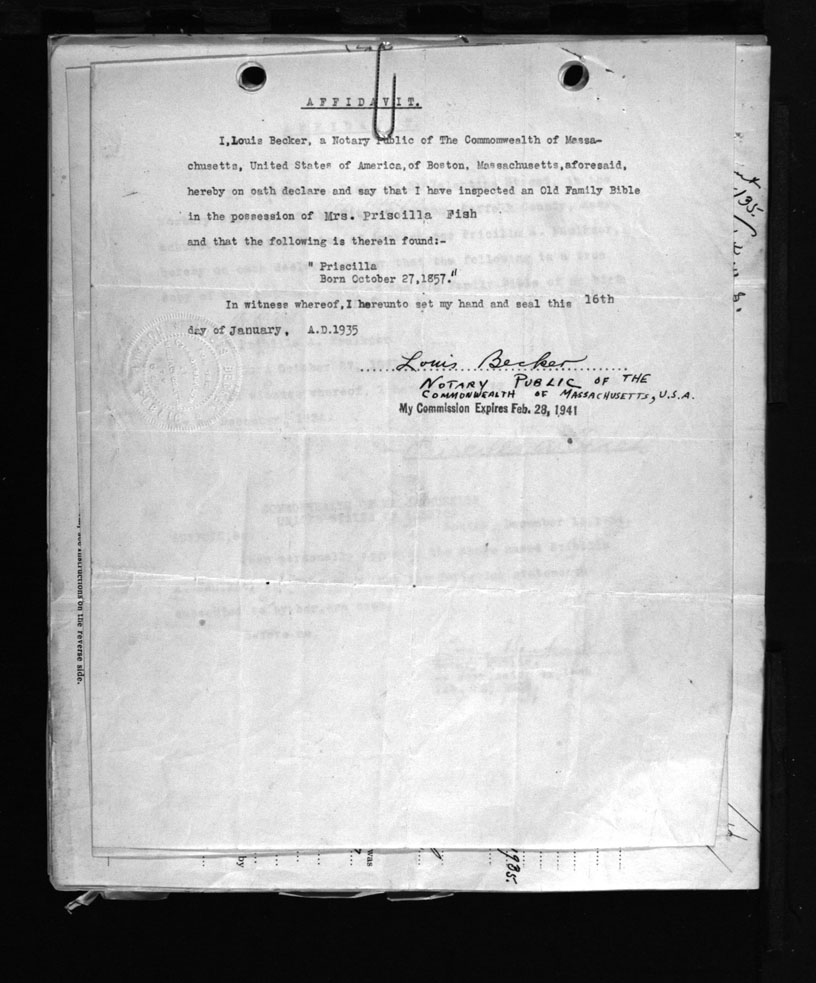 AFFIDAVIT.
I,Louis Becker, a Notary Public of The Commomwealth of Massa-
chusetts, United States of America,of Boston, Massachusetts,aforesaid,
hereby on oath declare and say that I have inspected an Old Family Bible
in the possession of Mrs. Priscilla Fish
and that the following is therein found:-
" Priscilla
Born October 27,1857."
In witness whereof,I hereunto set my hand and seal this 16th
day of January, A.D.1935
Louis Becker
NOTARY PUBLIC OF THE
COMMONWEALTH OF MASSACHUSETTS, U.S.A.
My Commission Expires Feb. 28, 1941
instructions on the reverse side.
by
was
1935.